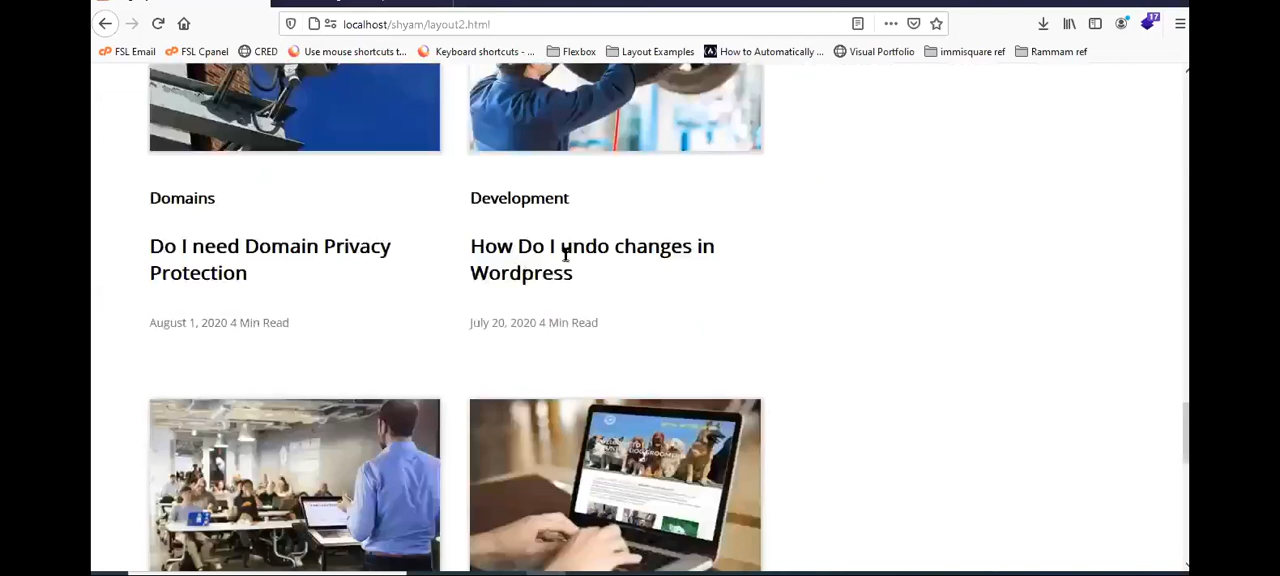 localhost/shyam/layout2.html
17
FSL Email
FSL Cpanel
CRED
Use mouse shortcuts t...
Keyboard shortcuts - ...
Flexbox
Layout Examples
How to Automatically ...
Visual Portfolio
immisquare ref
Rammam ref
Domains
Do I need Domain Privacy
Protection
August 1, 2020 4 Min Read
Development
How Do I undo changes in
Wordpress
July 20, 2020 4 Min Read